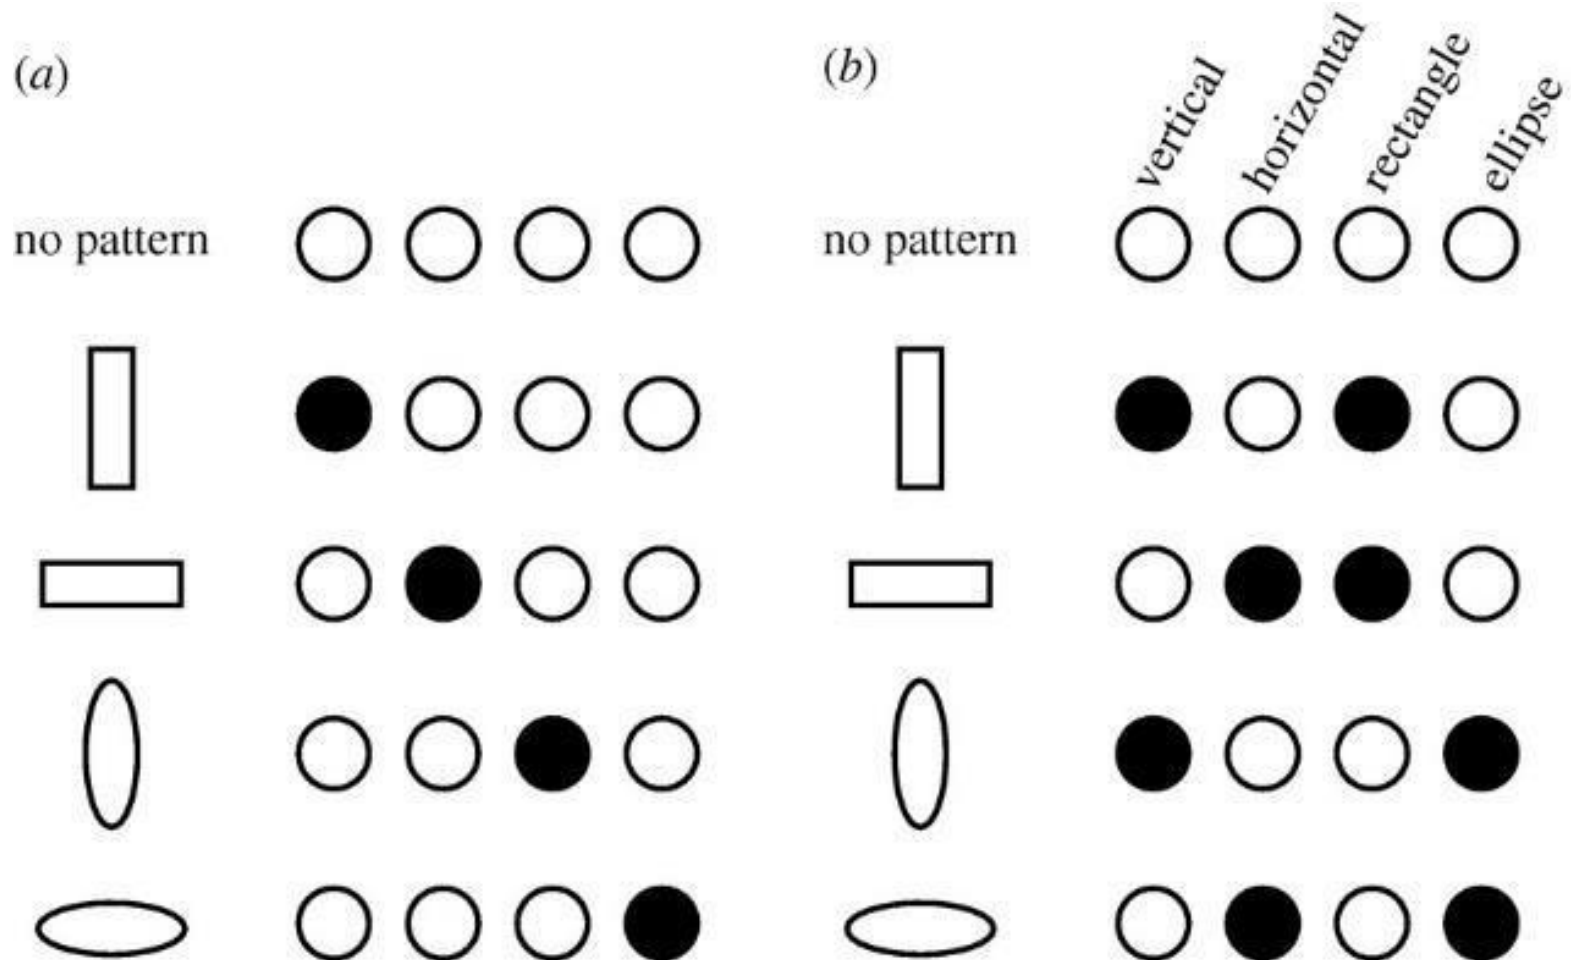 (a)
no pattern
(b)
vertical
horizontal
rectangle
ellipse
no pattern